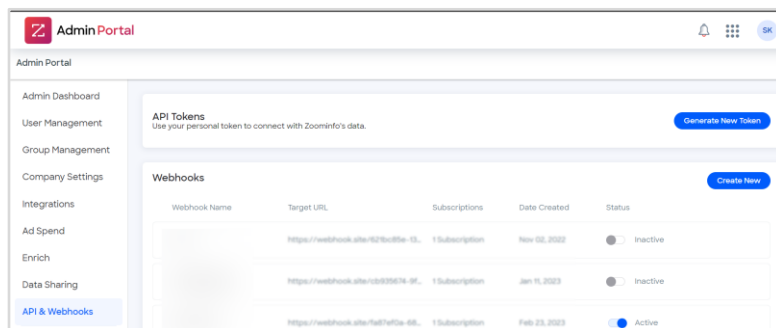 Admin Portal
SK
Admin Portal
Admin Dashboard
User Management
Group Management
Company Settings
Integrations
Ad Spend
Enrich
Data Sharing
API & Webhooks
API Tokens
Use your personal token to connect with Zoominfo's data.
Generate New Token
Webhooks
Create New
Webhook Name Target URL Subscriptions Date Created Status
1 Subscription Nov 02, 2022 Inactive
1 Subscription Jan 11, 2023 Inactive
1 Subscription Feb 23, 2023 Active